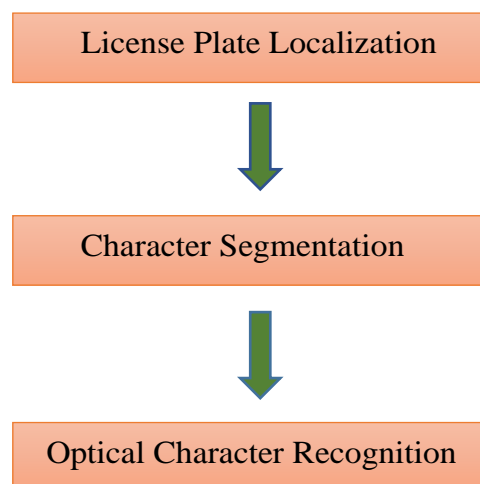 License Plate Localization
Character Segmentation
Optical Character Recognition